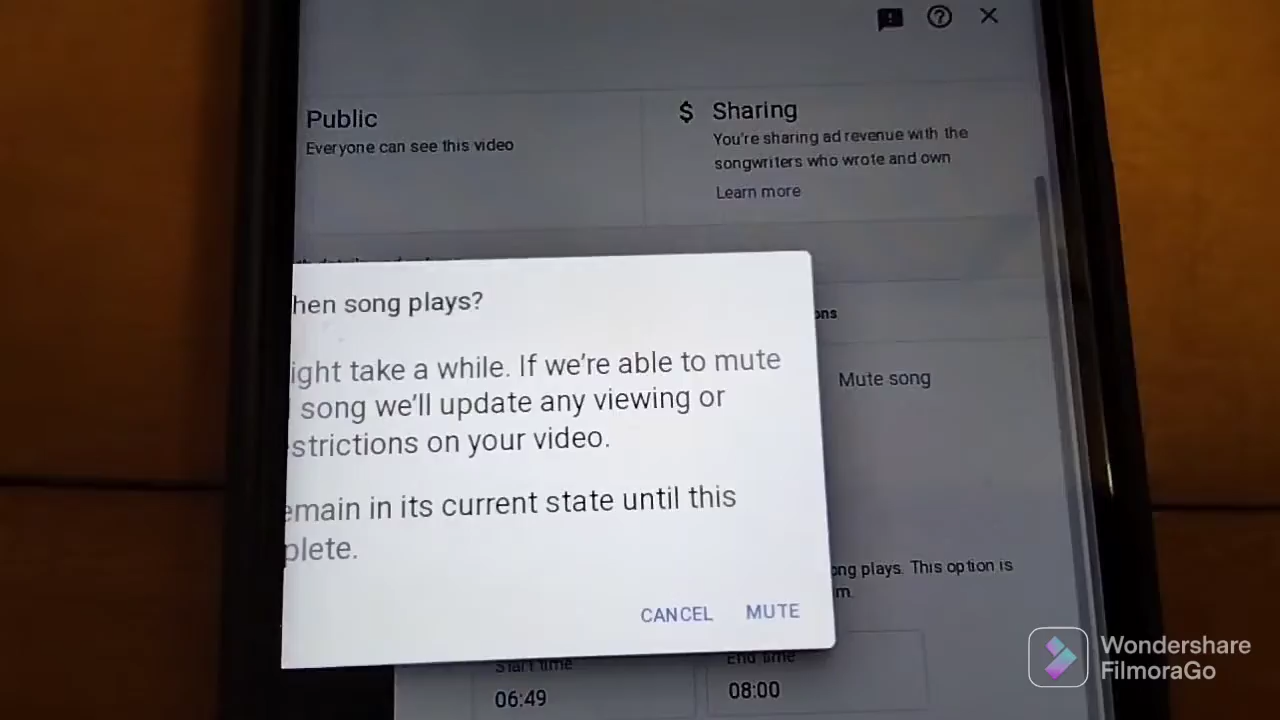 Public
Everyone can see this video
$ Sharing
You're sharing ad revenue with the
songwriters who wrote and own
Learn more
hen song plays?
ight take a while. If we're able to mute
song we'll update any viewing or
strictions on your video.
emain in its current state until this
plete.
CANCEL MUTE
ons
Mute song
ong plays. This option is
m.
Start time
06:49
End time
08:00
Wondershare
FilmoraGo